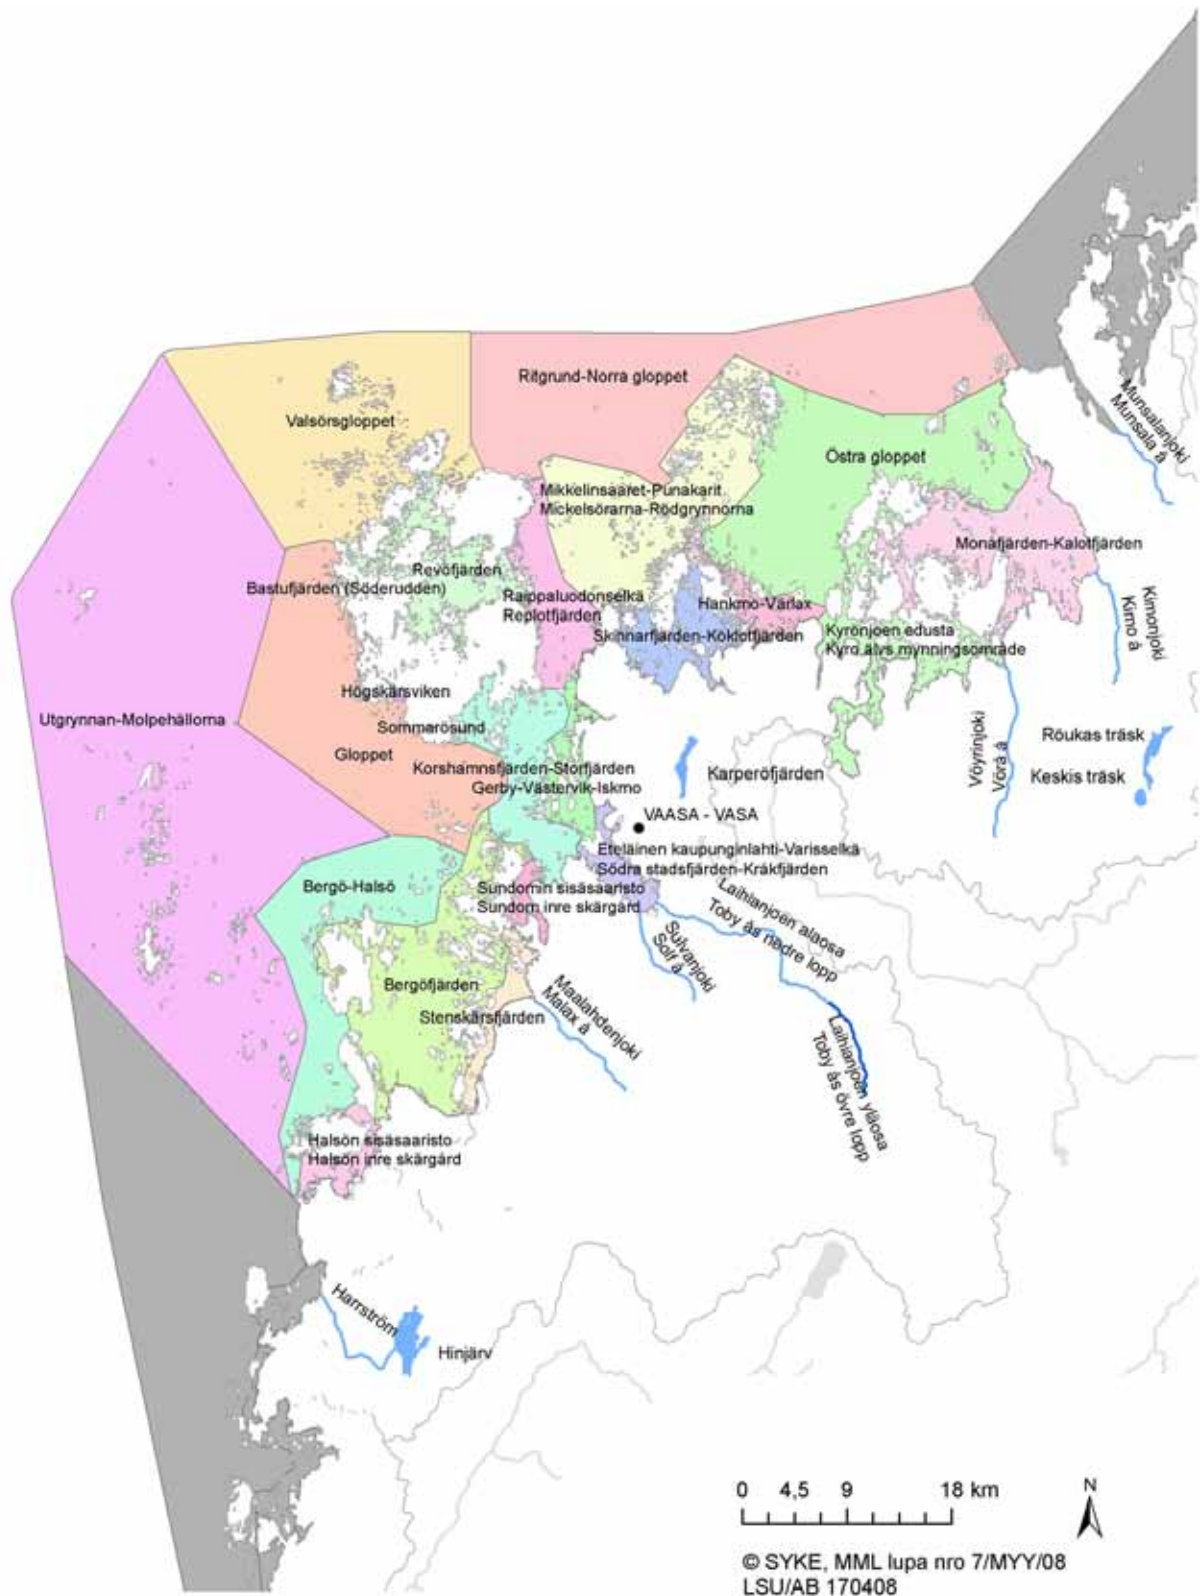 Ritgrund-Norra gloppet
Valsörsgloppet
Östra gloppet
Munsalanjoki
Munsala å
Mikkelinsaaret-Punakarit
Mickelsörarna-Rödgrynnorna
Monåfjärden-Kalotfjärden
Revöfjärden
Bastufjärden (Söderudden)
Raippaluodonselkä
Replotfjärden
Hankmo-Värlax
Skinnarfjärden-Köklotfjärden
Kyrönjoen edusta
Kyro älvs mynningsområde
Kimonjoki
Kimo å
Högskärsviken
Sommarösund
Utgrynnan-Molpehällorna
Gloppet
Korshamnsfjärden-Storfjärden
Gerby-Västervik-Iskmo
Karperöfjärden
Vöyrinjoki
Vörå å
Röukas träsk
Keskis träsk
VAASA - VASA
Eteläinen kaupunginlahti-Varisselkä
Södra stadsfjärden-Kråkfjärden
Bergö-Halsö
Sundomin sisäsaaristo
Sundom inre skärgård
Laihianjoen alaosa
Toby ås nedre lopp
Sulvanjoki
Solf å
Bergöfjärden
Stenskärsfjärden
Maalahdenjoki
Malax å
Laihianjoen yläosa
Toby ås övre lopp
Halsön sisäsaaristo
Halsön inre skärgård
Harrström
Hinjärv
0 4,5 9 18 km
N
© SYKE, MML lupa nro 7/MYY/08
LSU/AB 170408